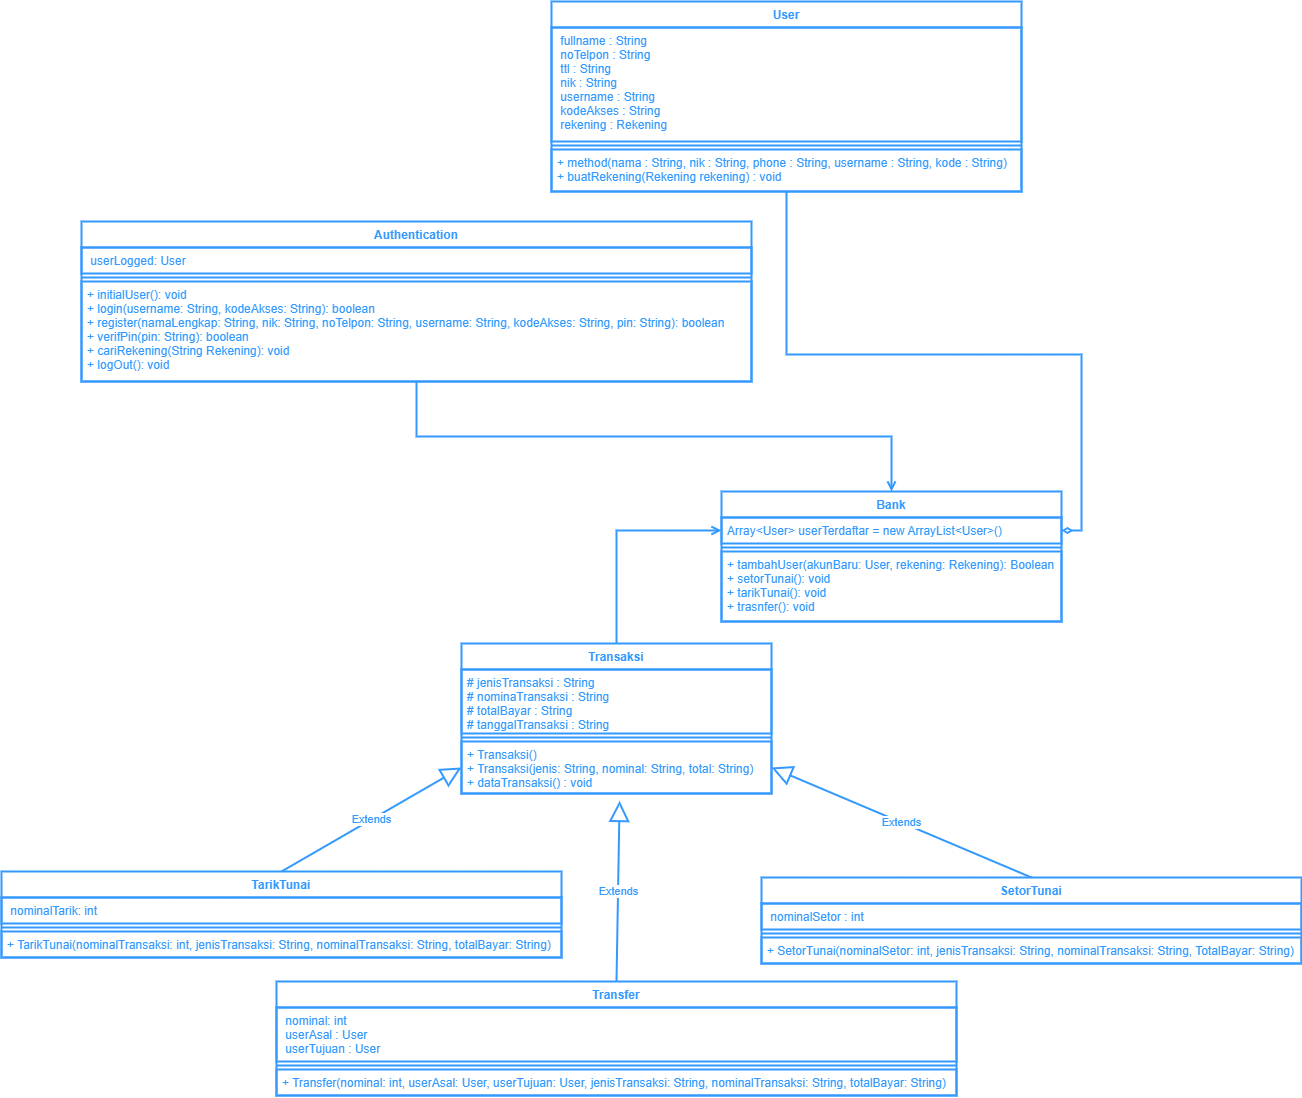 User
fullname : String
noTelpon : String
ttl : String
nik : String
username : String
kodeAkses : String
rekening : Rekening
+ method(nama : String, nik : String, phone : String, username : String, kode : String)
+ buatRekening(Rekening rekening) : void
Authentication
userLogged: User
+ initialUser(): void
+ login(username: String, kodeAkses: String): boolean
+ register(namaLengkap: String, nik: String, noTelpon: String, username: String, kodeAkses: String, pin: String): boolean
+ verifPin(pin: String): boolean
+ cariRekening(String Rekening): void
+ logOut(): void
Bank
Array<User> userTerdaftar = new ArrayList<User>()
+ tambahUser(akunBaru: User, rekening: Rekening): Boolean
+ setorTunai(): void
+ tarikTunai(): void
+ trasnfer(): void
Transaksi
# jenisTransaksi : String
# nominaTransaksi : String
# totalBayar : String
# tanggalTransaksi : String
+ Transaksi()
+ Transaksi(jenis: String, nominal: String, total: String)
+ dataTransaksi() : void
Extends
Extends
Extends
TarikTunai
nominalTarik: int
+ TarikTunai(nominalTransaksi: int, jenisTransaksi: String, nominalTransaksi: String, totalBayar: String)
SetorTunai
nominalSetor : int
+ SetorTunai(nominalSetor: int, jenisTransaksi: String, nominalTransaksi: String, TotalBayar: String)
Transfer
nominal: int
userAsal : User
userTujuan : User
+ Transfer(nominal: int, userAsal: User, userTujuan: User, jenisTransaksi: String, nominalTransaksi: String, totalBayar: String)